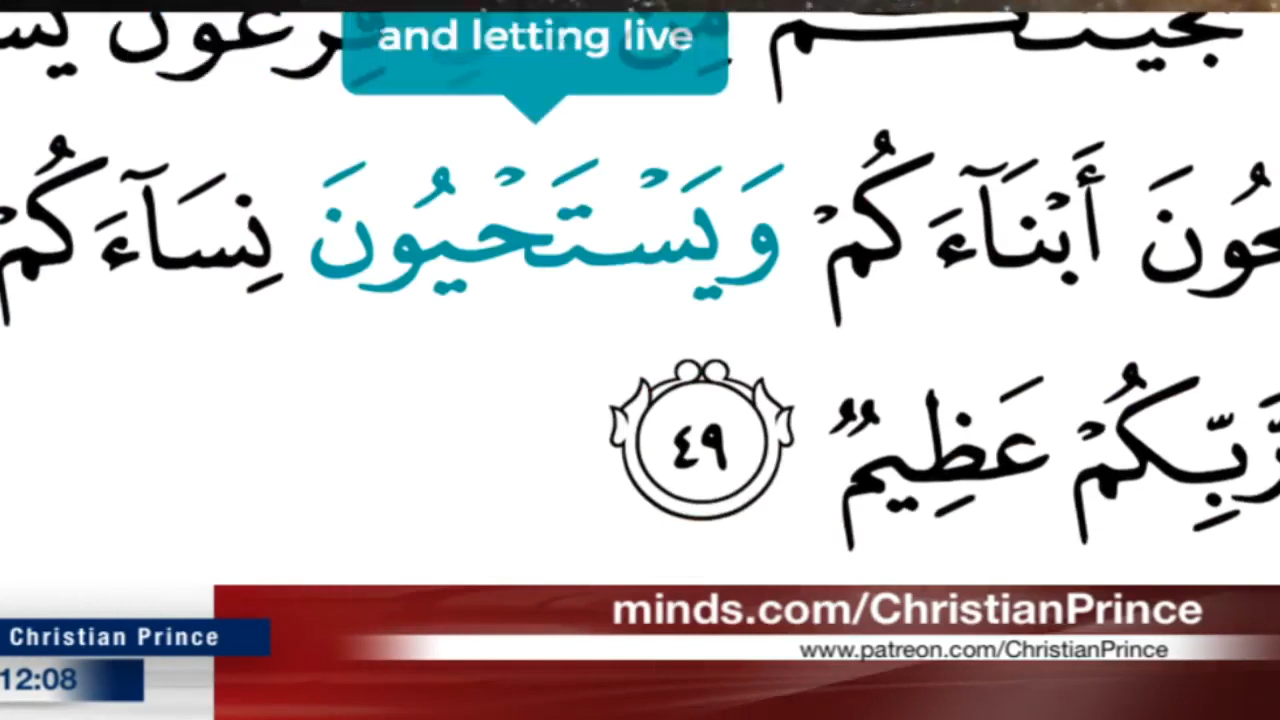 and letting live
أَبْنَآءَكُمْ وَيَسْتَحْيُونَ نِسَآءَكُمْ
رَّبِّكُمْ عَظِيمٌ ٤٩
minds.com/ChristianPrince
www.patreon.com/ChristianPrince
Christian Prince
12:08